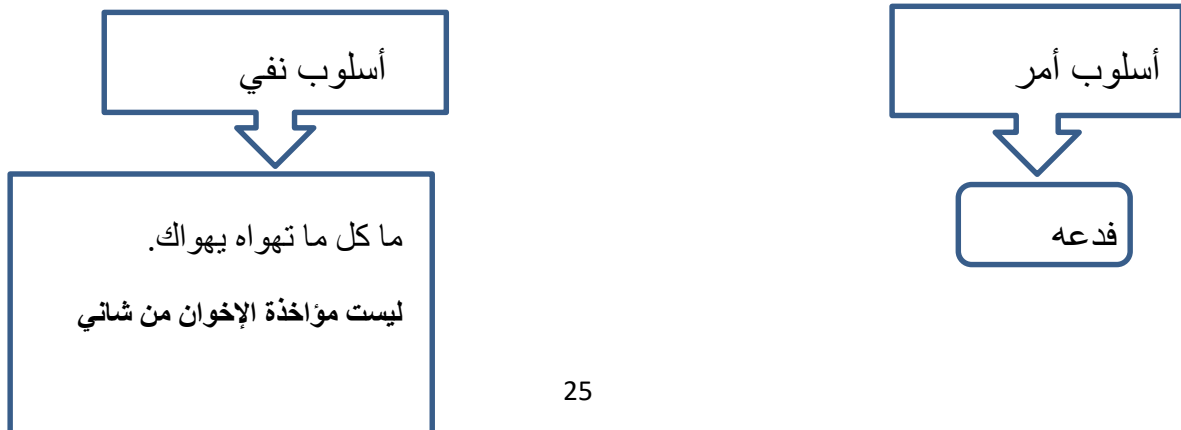 أسلوب أمر
أسلوب نفي
فدعه
ما كل ما تهواه يهواك.
ليست مؤاخذة الإخوان من شاني
25